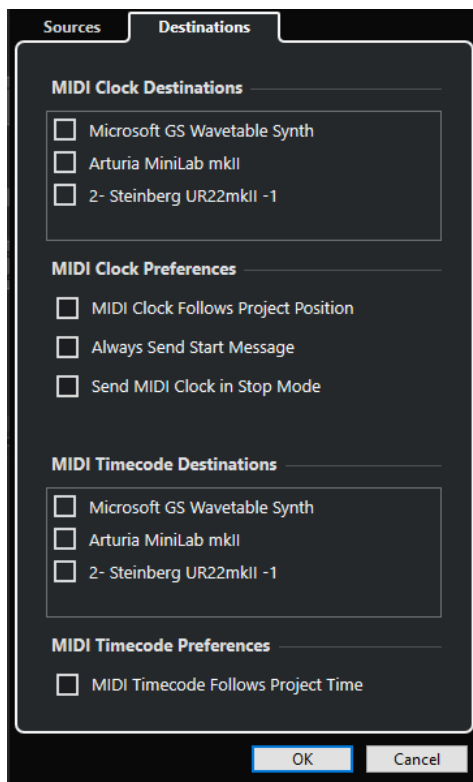 Sources
Destinations
MIDI Clock Destinations
Microsoft GS Wavetable Synth
Arturia MiniLab mkII
2- Steinberg UR22mkII -1
MIDI Clock Preferences
MIDI Clock Follows Project Position
Always Send Start Message
Send MIDI Clock in Stop Mode
MIDI Timecode Destinations
Microsoft GS Wavetable Synth
Arturia MiniLab mkII
2- Steinberg UR22mkII -1
MIDI Timecode Preferences
MIDI Timecode Follows Project Time
OK
Cancel